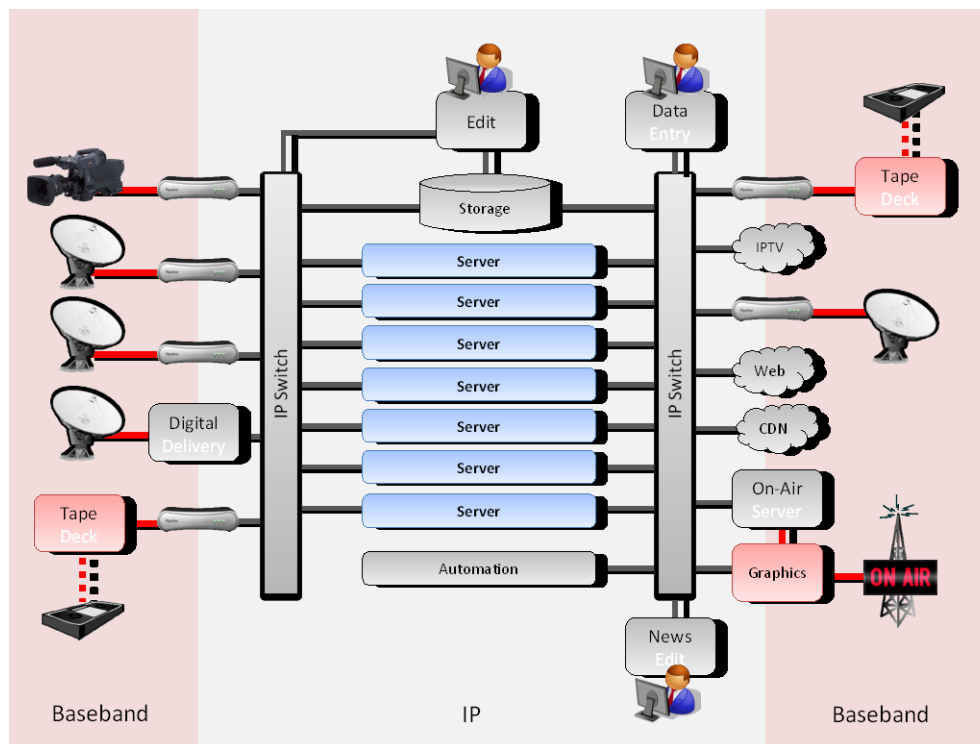 Edit
Data
Entry
Tape
Deck
Storage
IPTV
Server
Server
Server
Server
Server
Server
Server
IP Switch
IP Switch
Web
CDN
Digital
Delivery
On-Air
Server
Tape
Deck
Automation
Graphics
ON AIR
News
Edit
Baseband
IP
Baseband